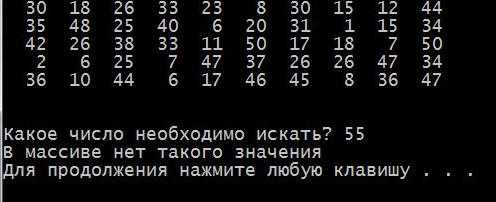 30 18 26 33 23 8 30 15 12 44
35 48 25 40 6 20 31 1 15 34
42 26 38 33 11 50 17 18 7 50
2 6 25 7 47 37 26 26 47 34
36 10 44 6 17 46 45 8 36 47
Какое число необходимо искать? 55
В массиве нет такого значения
Для продолжения нажмите любую клавишу . . .